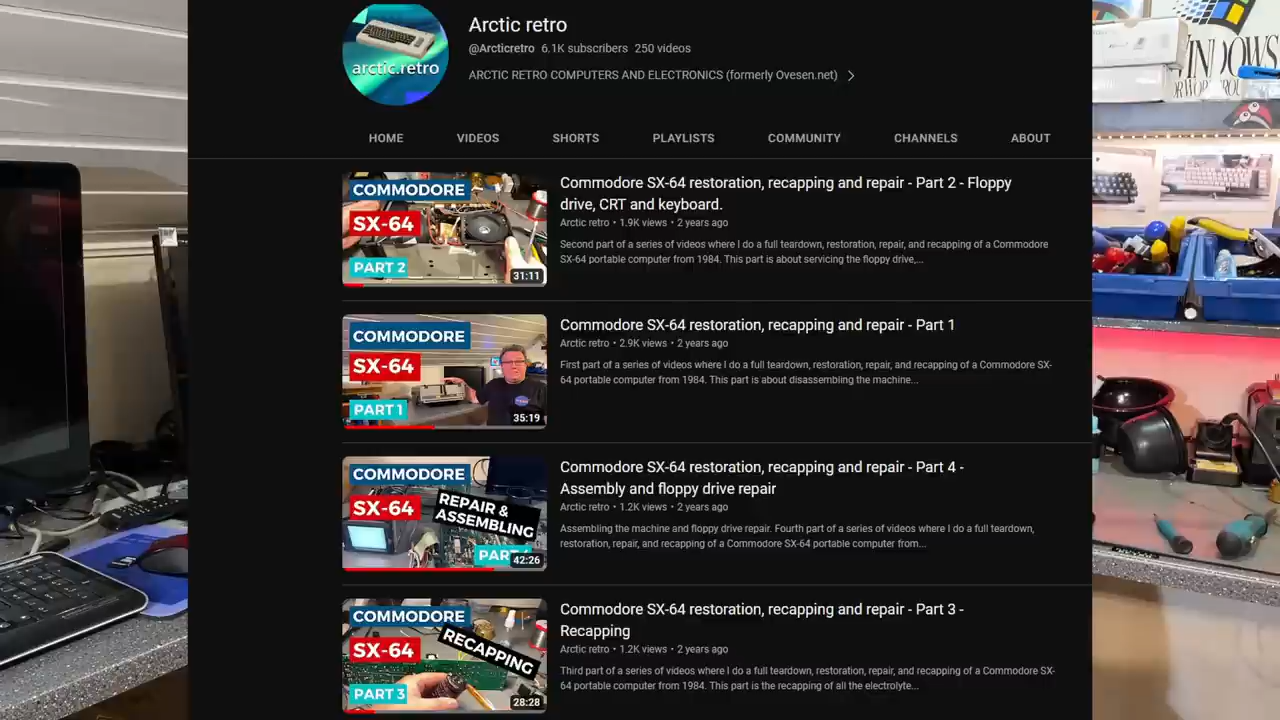 Arctic retro
@Arcticretro 6.1K subscribers 250 videos
ARCTIC RETRO COMPUTERS AND ELECTRONICS (formerly Ovesen.net)
arctic.retro
HOME VIDEOS SHORTS PLAYLISTS COMMUNITY CHANNELS ABOUT
COMMODORE
SX-64
PART 2
31:11
Commodore SX-64 restoration, recapping and repair - Part 2 - Floppy
drive, CRT and keyboard.
Arctic retro • 1.9K views • 2 years ago
Second part of a series of videos where I do a full teardown, restoration, repair, and recapping of a Commodore
SX-64 portable computer from 1984. This part is about servicing the floppy drive,...
COMMODORE
SX-64
PART 1
35:19
Commodore SX-64 restoration, recapping and repair - Part 1
Arctic retro • 2.9K views • 2 years ago
First part of a series of videos where I do a full teardown, restoration, repair, and recapping of a Commodore SX-
64 portable computer from 1984. This part is about disassembling the machine...
COMMODORE
SX-64
REPAIR &
ASSEMBLING
PART
42:26
Commodore SX-64 restoration, recapping and repair - Part 4 -
Assembly and floppy drive repair
Arctic retro • 1.2K views • 2 years ago
Assembling the machine and floppy drive repair. Fourth part of a series of videos where I do a full teardown,
restoration, repair, and recapping of a Commodore SX-64 portable computer from...
COMMODORE
SX-64
RECAPPING
PART 3
28:28
Commodore SX-64 restoration, recapping and repair - Part 3 -
Recapping
Arctic retro • 1.2K views • 2 years ago
Third part of a series of videos where I do a full teardown, restoration, repair, and recapping of a Commodore SX-
64 portable computer from 1984. This part is the recapping of all the electrolyte...
INDOWS